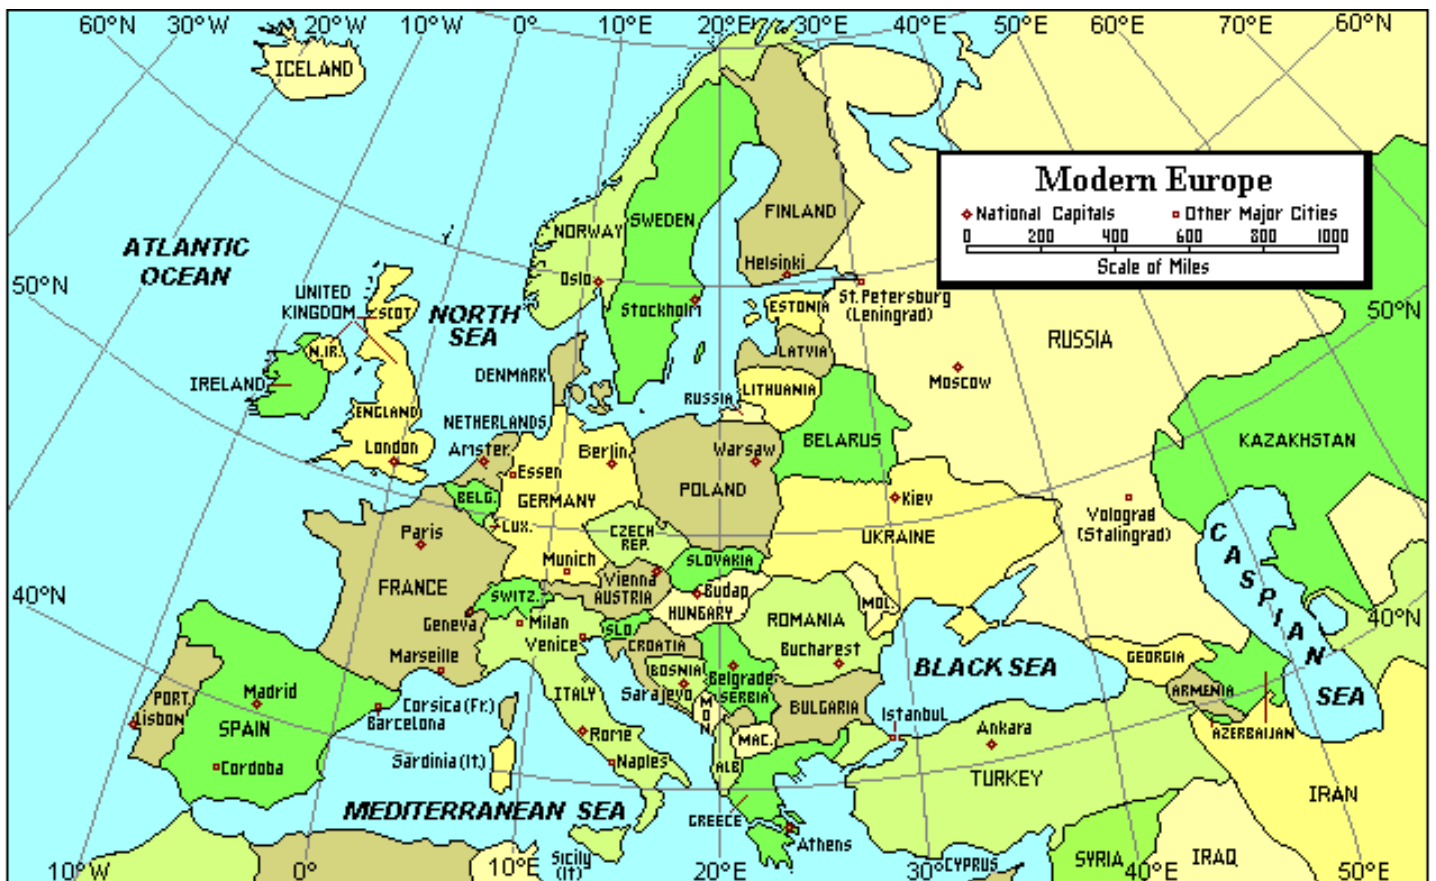 60°N 30°W 20°W 10°W 0° 10°E 20°E 30°E 40°E 50°E 60°E 70°E 60°N
ICELAND
Modern Europe
National Capitals Other Major Cities
0 200 400 600 800 1000
Scale of Miles
ATLANTIC
OCEAN
50°N
50°N
NORWAY
SWEDEN
FINLAND
Oslo
Stockholm
Helsinki
St. Petersburg
(Leningrad)
UNITED
KINGDOM
SCOT
N.IR.
IRELAND
ENGLAND
London
NORTH
SEA
DENMARK
ESTONIA
LATVIA
LITHUANIA
RUSSIA
RUSSIA
Moscow
BELARUS
KAZAKHSTAN
NETHERLANDS
Amster.
Essen
Berlin
Warsaw
BELG.
GERMANY
POLAND
LUX.
Kiev
UKRAINE
Volograd
(Stalingrad)
CASPIAN
SEA
Paris
CZECH
REP.
Munich
SLOVAKIA
Vienna
AUSTRIA
FRANCE
SWITZ.
Budap
HUNGARY
MOL.
ROMANIA
Bucharest
40°N
40°N
Geneva
Milan
Venice
SLO.
CROATIA
BOSNIA
Sarajevo
Belgrade
SERBIA
BLACK SEA
GEORGIA
ARMENIA
AZERBAIJAN
Marseille
Corsica (Fr.)
ITALY
MON
BULGARIA
Istanbul
Ankara
PORT.
Lisbon
Madrid
SPAIN
Barcelona
Cordoba
Sardinia (It.)
Rome
Naples
MAC.
ALB
TURKEY
IRAN
MEDITERRANEAN SEA
GREECE
Athens
Sicily
(It)
CYPRUS
SYRIA
IRAQ
10°W 0° 10°E 20°E 30° 40°E 50°E